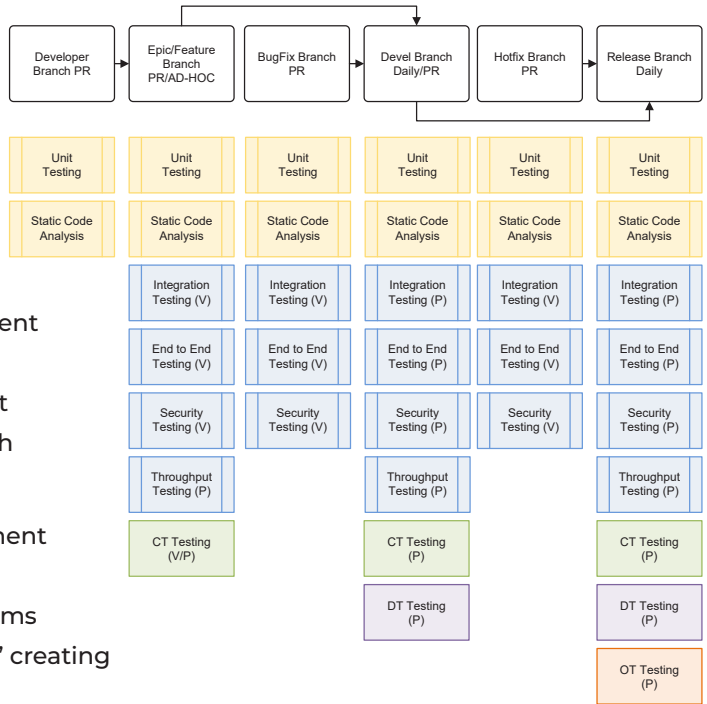 Developer
Branch PR
Epic/Feature
Branch
PR/AD-HOC
BugFix Branch
PR
Devel Branch
Daily/PR
Hotfix Branch
PR
Release Branch
Daily
Unit
Testing
Unit
Testing
Unit
Testing
Unit
Testing
Unit
Testing
Unit
Testing
Static Code
Analysis
Static Code
Analysis
Static Code
Analysis
Static Code
Analysis
Static Code
Analysis
Static Code
Analysis
Integration
Testing (V)
Integration
Testing (V)
Integration
Testing (P)
Integration
Testing (V)
Integration
Testing (P)
ent
End to End
Testing (V)
End to End
Testing (V)
End to End
Testing (P)
End to End
Testing (V)
End to End
Testing (P)
t
Security
Testing (V)
Security
Testing (V)
Security
Testing (P)
Security
Testing (V)
Security
Testing (P)
h
Throughput
Testing (P)
Throughput
Testing (P)
Throughput
Testing (P)
nent
CT Testing
(V/P)
CT Testing
(P)
CT Testing
(P)
ms
DT Testing
(P)
DT Testing
(P)
’ creating
OT Testing
(P)